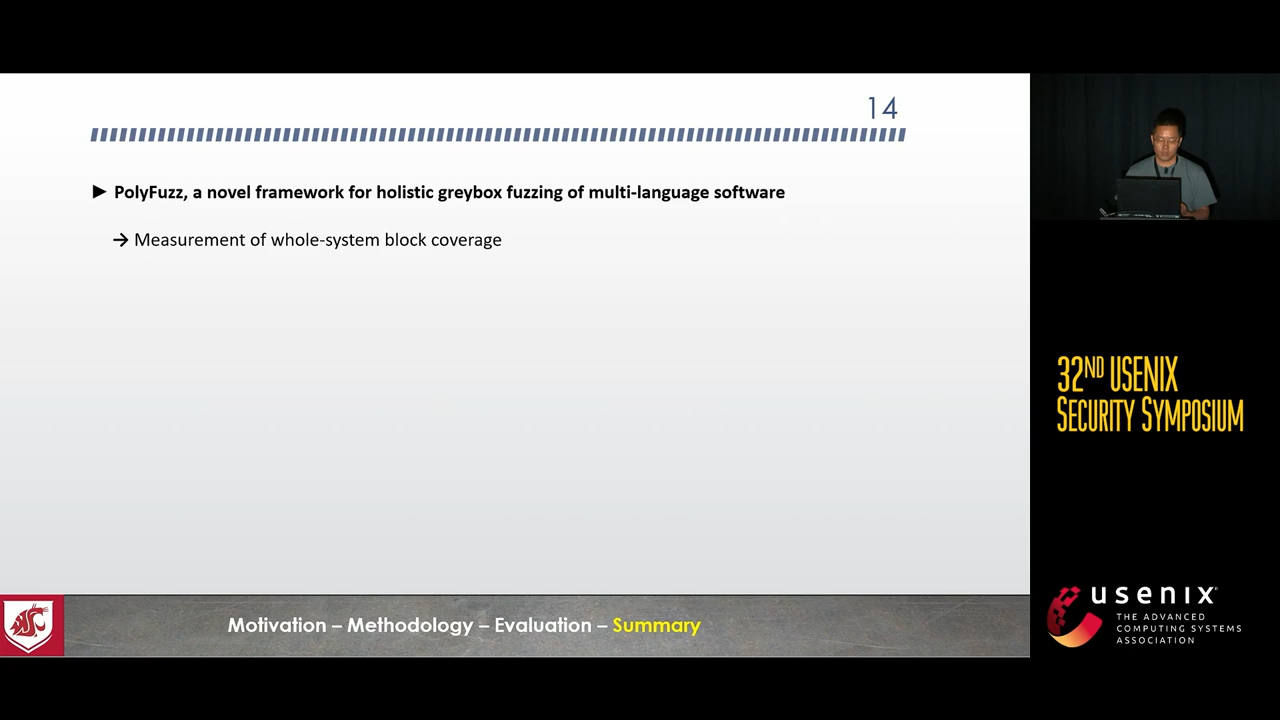 14
► PolyFuzz, a novel framework for holistic greybox fuzzing of multi-language software
→ Measurement of whole-system block coverage
Motivation – Methodology – Evaluation – Summary
32ND USENIX
SECURITY SYMPOSIUM
usenix
THE ADVANCED
COMPUTING SYSTEMS
ASSOCIATION